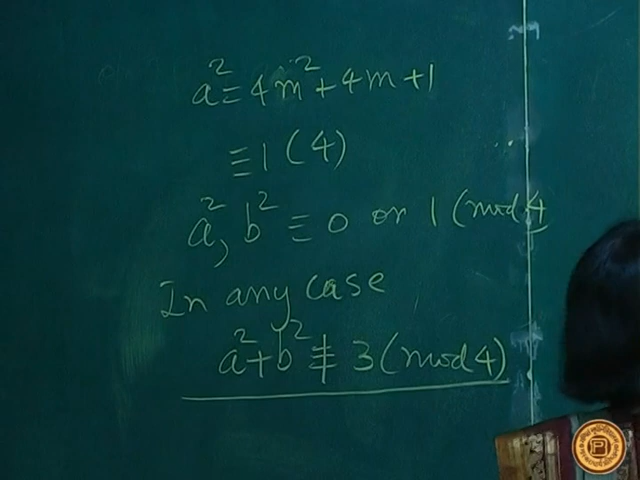 a² = 4m² + 4m + 1
≡ 1 (4)
a², b² ≡ 0 or 1 (mod 4
In any case
a² + b² ≢ 3 (mod 4)